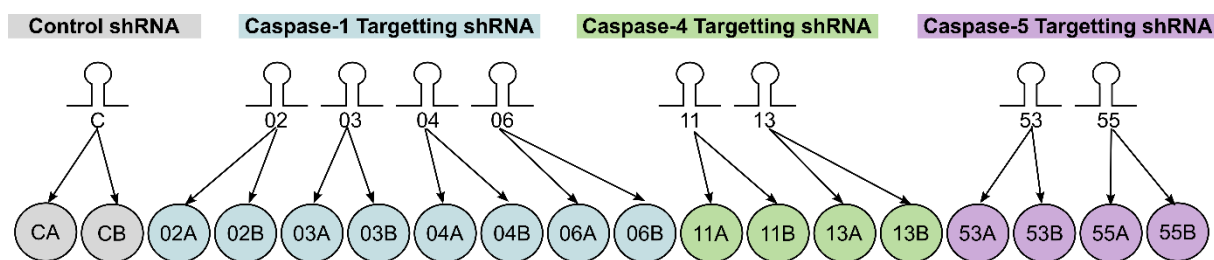 Control shRNA Caspase-1 Targetting shRNA Caspase-4 Targetting shRNA Caspase-5 Targetting shRNA
C 02 03 04 06 11 13 53 55
CA CB 02A 02B 03A 03B 04A 04B 06A 06B 11A 11B 13A 13B 53A 53B 55A 55B